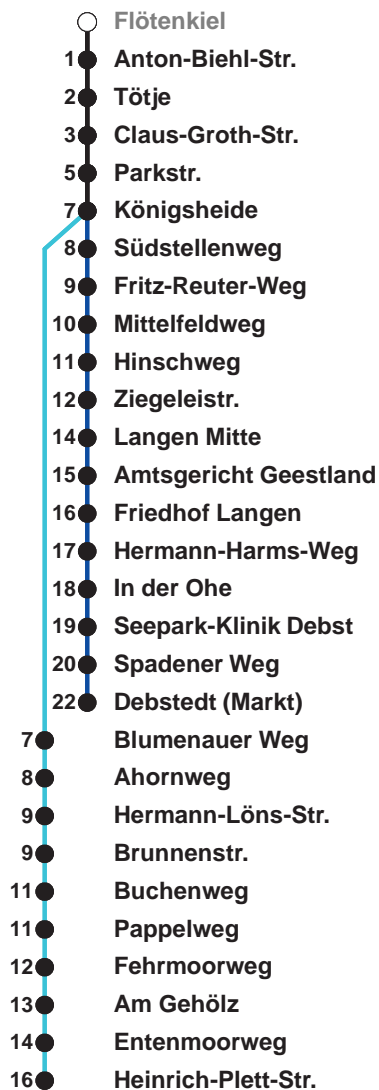 Flötenkiel
1 Anton-Biehl-Str.
2 Tötje
3 Claus-Groth-Str.
5 Parkstr.
7 Königsheide
8 Südstellenweg
9 Fritz-Reuter-Weg
10 Mittelfeldweg
11 Hinschweg
12 Ziegeleistr.
14 Langen Mitte
15 Amtsgericht Geestland
16 Friedhof Langen
17 Hermann-Harms-Weg
18 In der Ohe
19 Seepark-Klinik Debst
20 Spadener Weg
22 Debstedt (Markt)
7 Blumenauer Weg
8 Ahornweg
9 Hermann-Löns-Str.
9 Brunnenstr.
11 Buchenweg
11 Pappelweg
12 Fehrmoorweg
13 Am Gehölz
14 Entenmoorweg
16 Heinrich-Plett-Str.